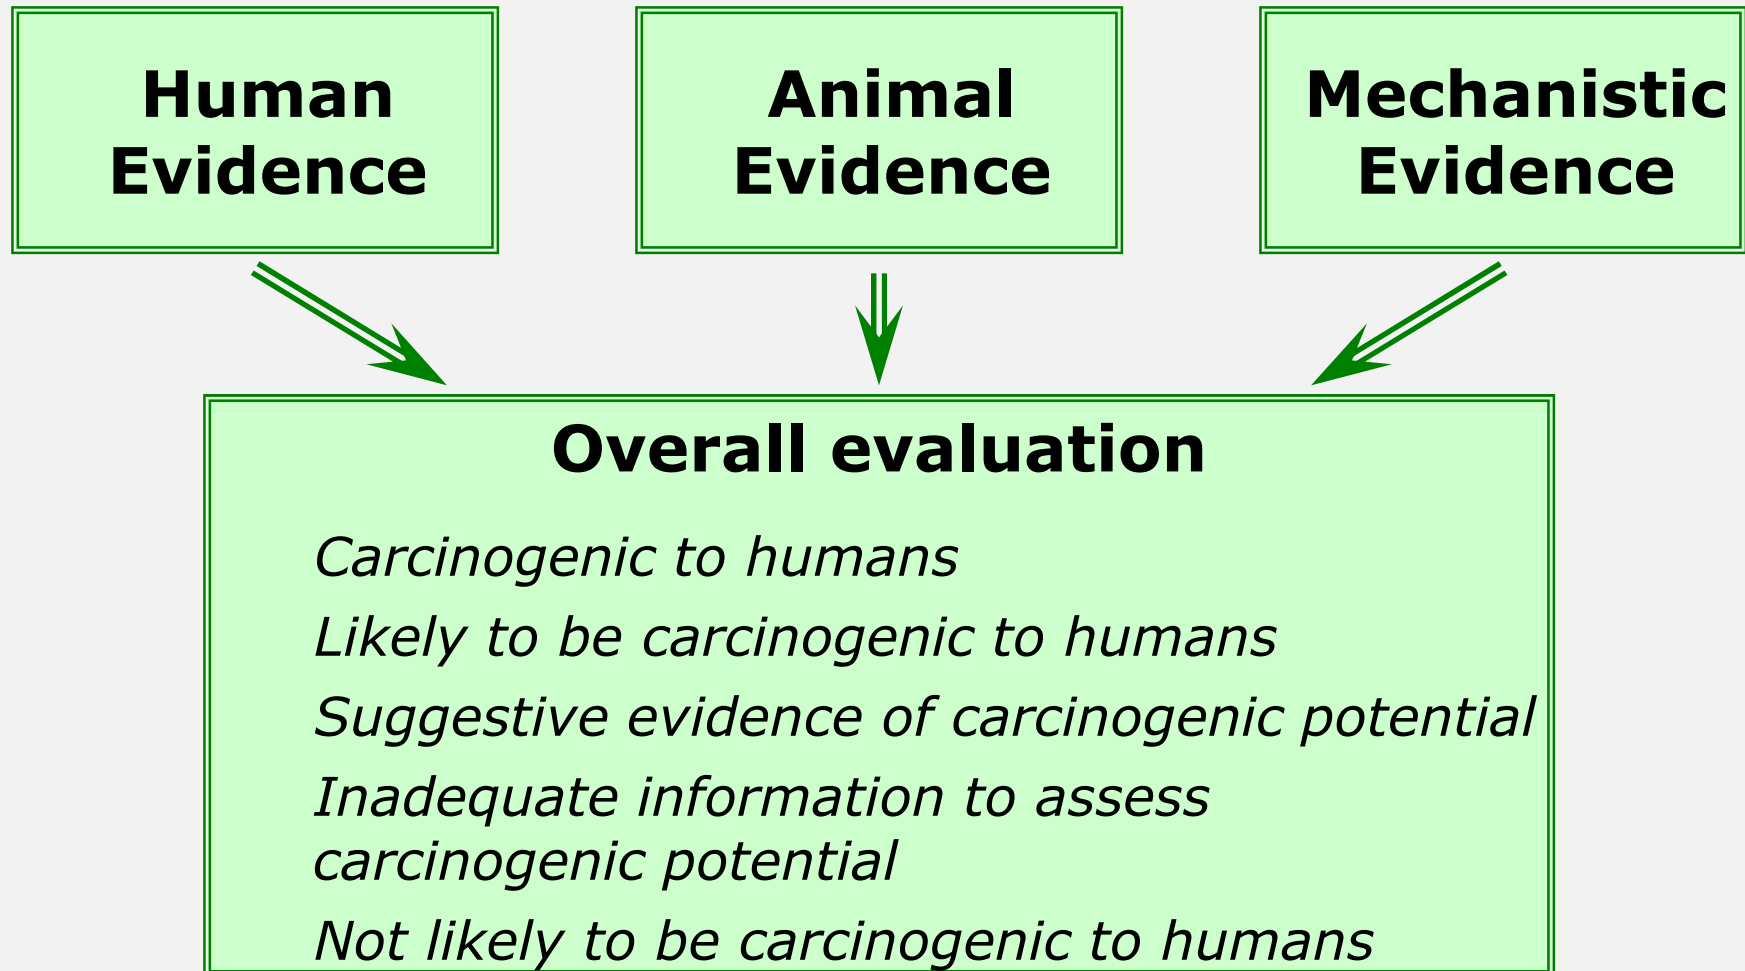 Human
Evidence
Animal
Evidence
Mechanistic
Evidence
Overall evaluation
Carcinogenic to humans
Likely to be carcinogenic to humans
Suggestive evidence of carcinogenic potential
Inadequate information to assess
carcinogenic potential
Not likely to be carcinogenic to humans